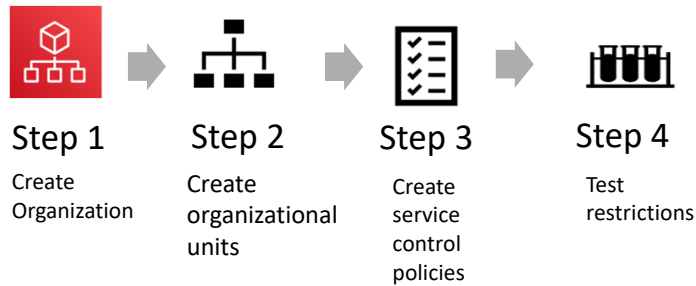 Step 1
Create
Organization
Step 2
Create
organizational
units
Step 3
Create
service
control
policies
Step 4
Test
restrictions